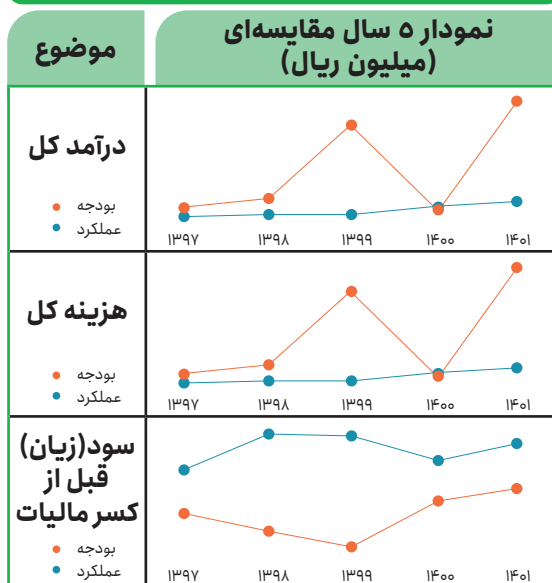 موضوع
نمودار ۵ سال مقایسه‌ای
(میلیون ریال)
درآمد کل
بودجه
عملکرد
۱۳۹۷ ۱۳۹۸ ۱۳۹۹ ۱۴۰۰ ۱۴۰۱
هزینه کل
بودجه
عملکرد
۱۳۹۷ ۱۳۹۸ ۱۳۹۹ ۱۴۰۰ ۱۴۰۱
سود(زیان)
قبل از
کسر مالیات
بودجه
عملکرد
۱۳۹۷ ۱۳۹۸ ۱۳۹۹ ۱۴۰۰ ۱۴۰۱